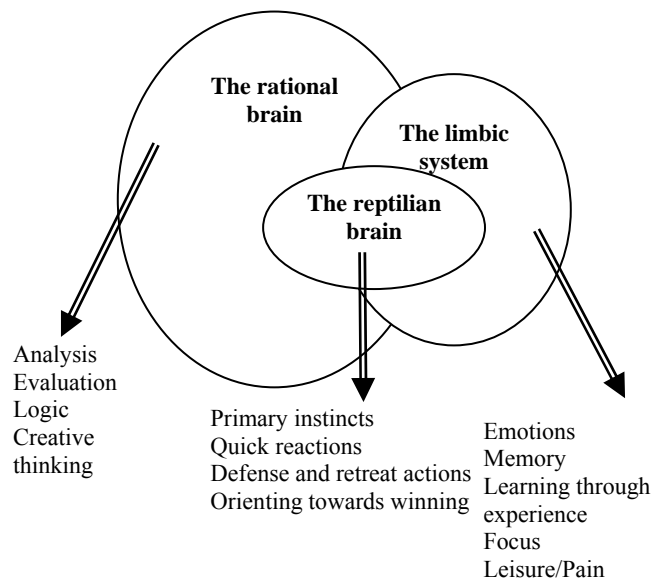 The rational
brain
The limbic
system
The reptilian
brain
Analysis
Evaluation
Logic
Creative
thinking
Primary instincts
Quick reactions
Defense and retreat actions
Orienting towards winning
Emotions
Memory
Learning through
experience
Focus
Leisure/Pain